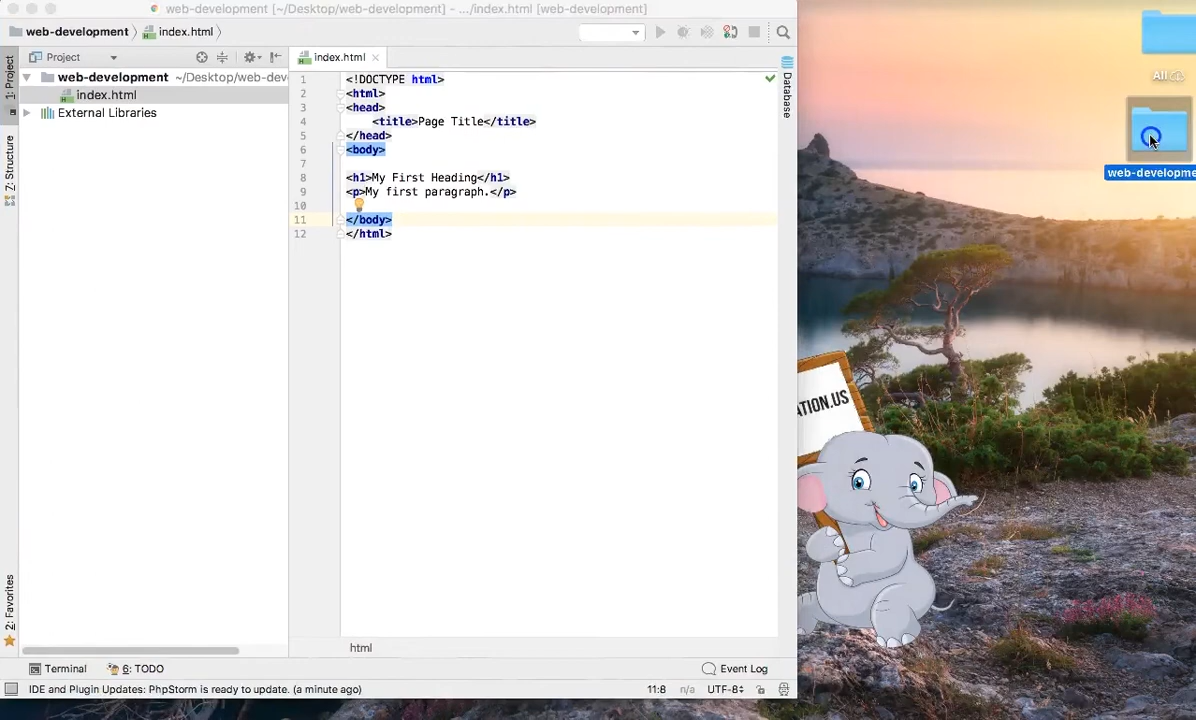 web-development [~/Desktop/web-development] - .../index.html [web-development]
web-development
index.html
Project
index.html
web-development ~/Desktop/web-dev
index.html
External Libraries
1: Project
7: Structure
2: Favorites
Database
1 <!DOCTYPE html>
2 <html>
3 <head>
4 <title>Page Title</title>
5 </head>
6 <body>
7
8 <h1>My First Heading</h1>
9 <p>My first paragraph.</p>
10
11 </body>
12 </html>
html
Terminal
6: TODO
Event Log
IDE and Plugin Updates: PhpStorm is ready to update. (a minute ago)
11:8 n/a UTF-8
All
web-developme
ATION.US